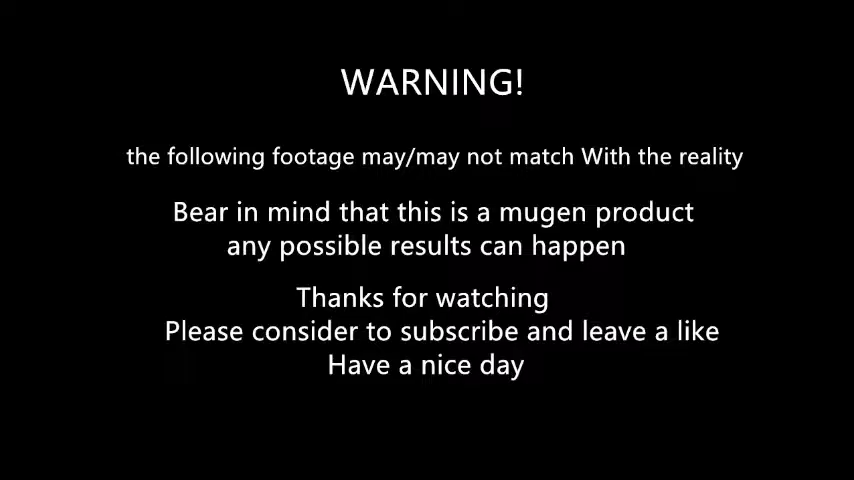 WARNING!
the following footage may/may not match With the reality
Bear in mind that this is a mugen product
any possible results can happen
Thanks for watching
Please consider to subscribe and leave a like
Have a nice day